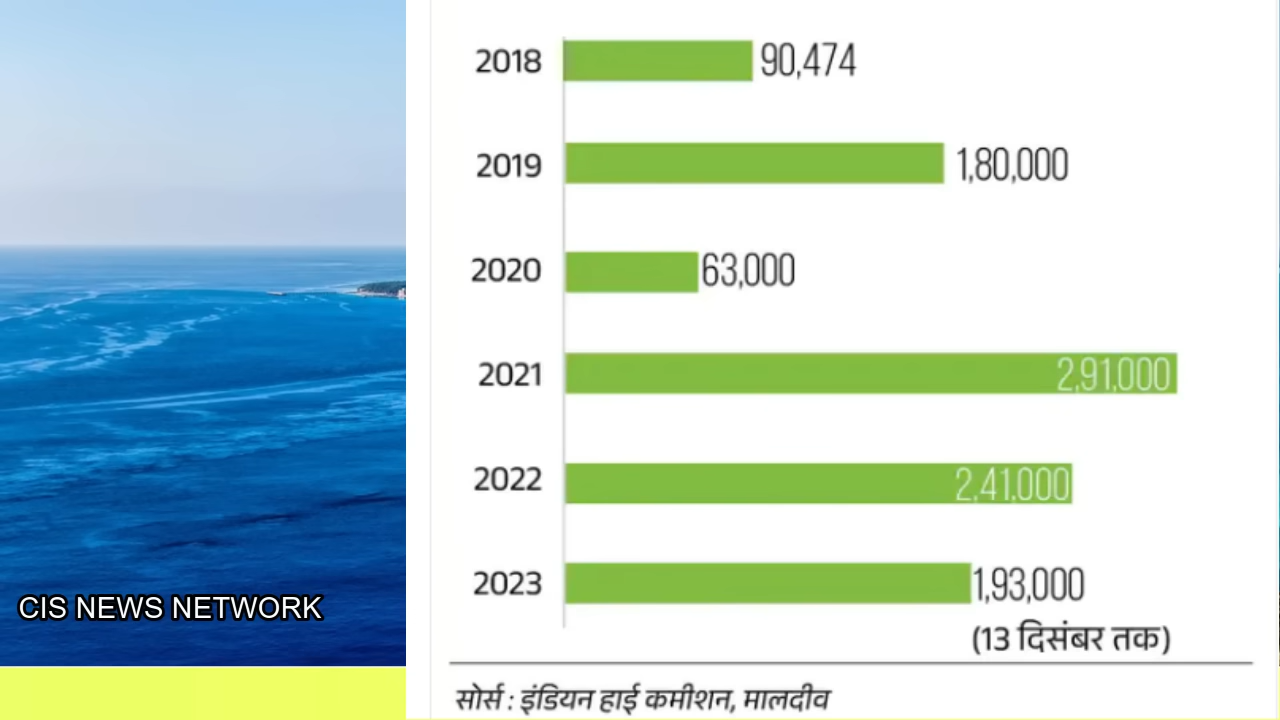 2018 90,474
2019 1,80,000
2020 63,000
2021 2,91,000
2022 2,41,000
2023 1,93,000
(13 दिसंबर तक)
सोर्स : इंडियन हाई कमीशन, मालदीव
CIS NEWS NETWORK